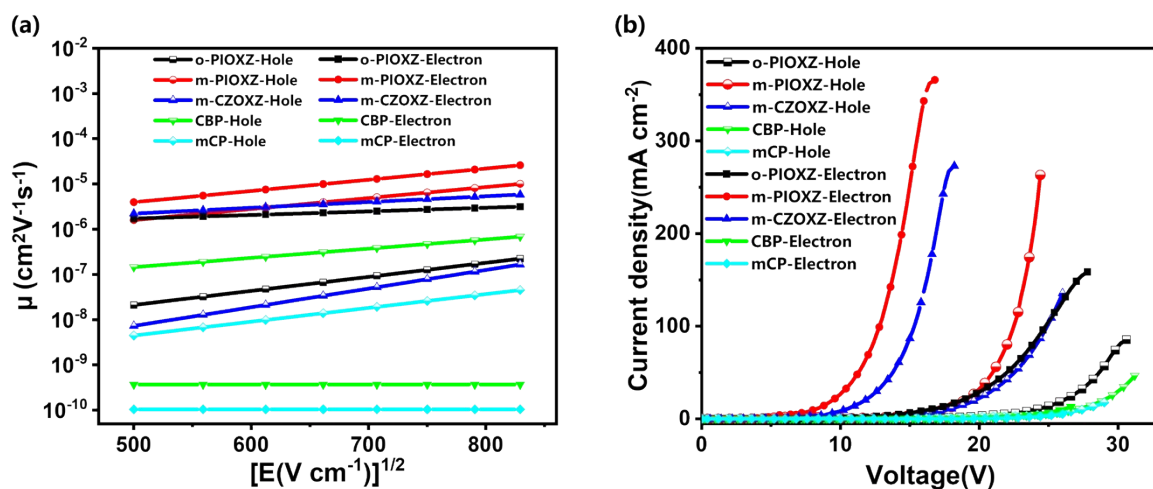 (a)
μ (cm²V⁻¹s⁻¹)
10⁻²
10⁻³
10⁻⁴
10⁻⁵
10⁻⁶
10⁻⁷
10⁻⁸
10⁻⁹
10⁻¹⁰
o-PIOXZ-Hole o-PIOXZ-Electron
m-PIOXZ-Hole m-PIOXZ-Electron
m-CZOXZ-Hole m-CZOXZ-Electron
CBP-Hole CBP-Electron
mCP-Hole mCP-Electron
500 600 700 800
[E(V cm⁻¹)]¹/²
(b)
Current density(mA cm⁻²)
400
300
200
100
0
o-PIOXZ-Hole
m-PIOXZ-Hole
m-CZOXZ-Hole
CBP-Hole
mCP-Hole
o-PIOXZ-Electron
m-PIOXZ-Electron
m-CZOXZ-Electron
CBP-Electron
mCP-Electron
0 10 20 30
Voltage(V)